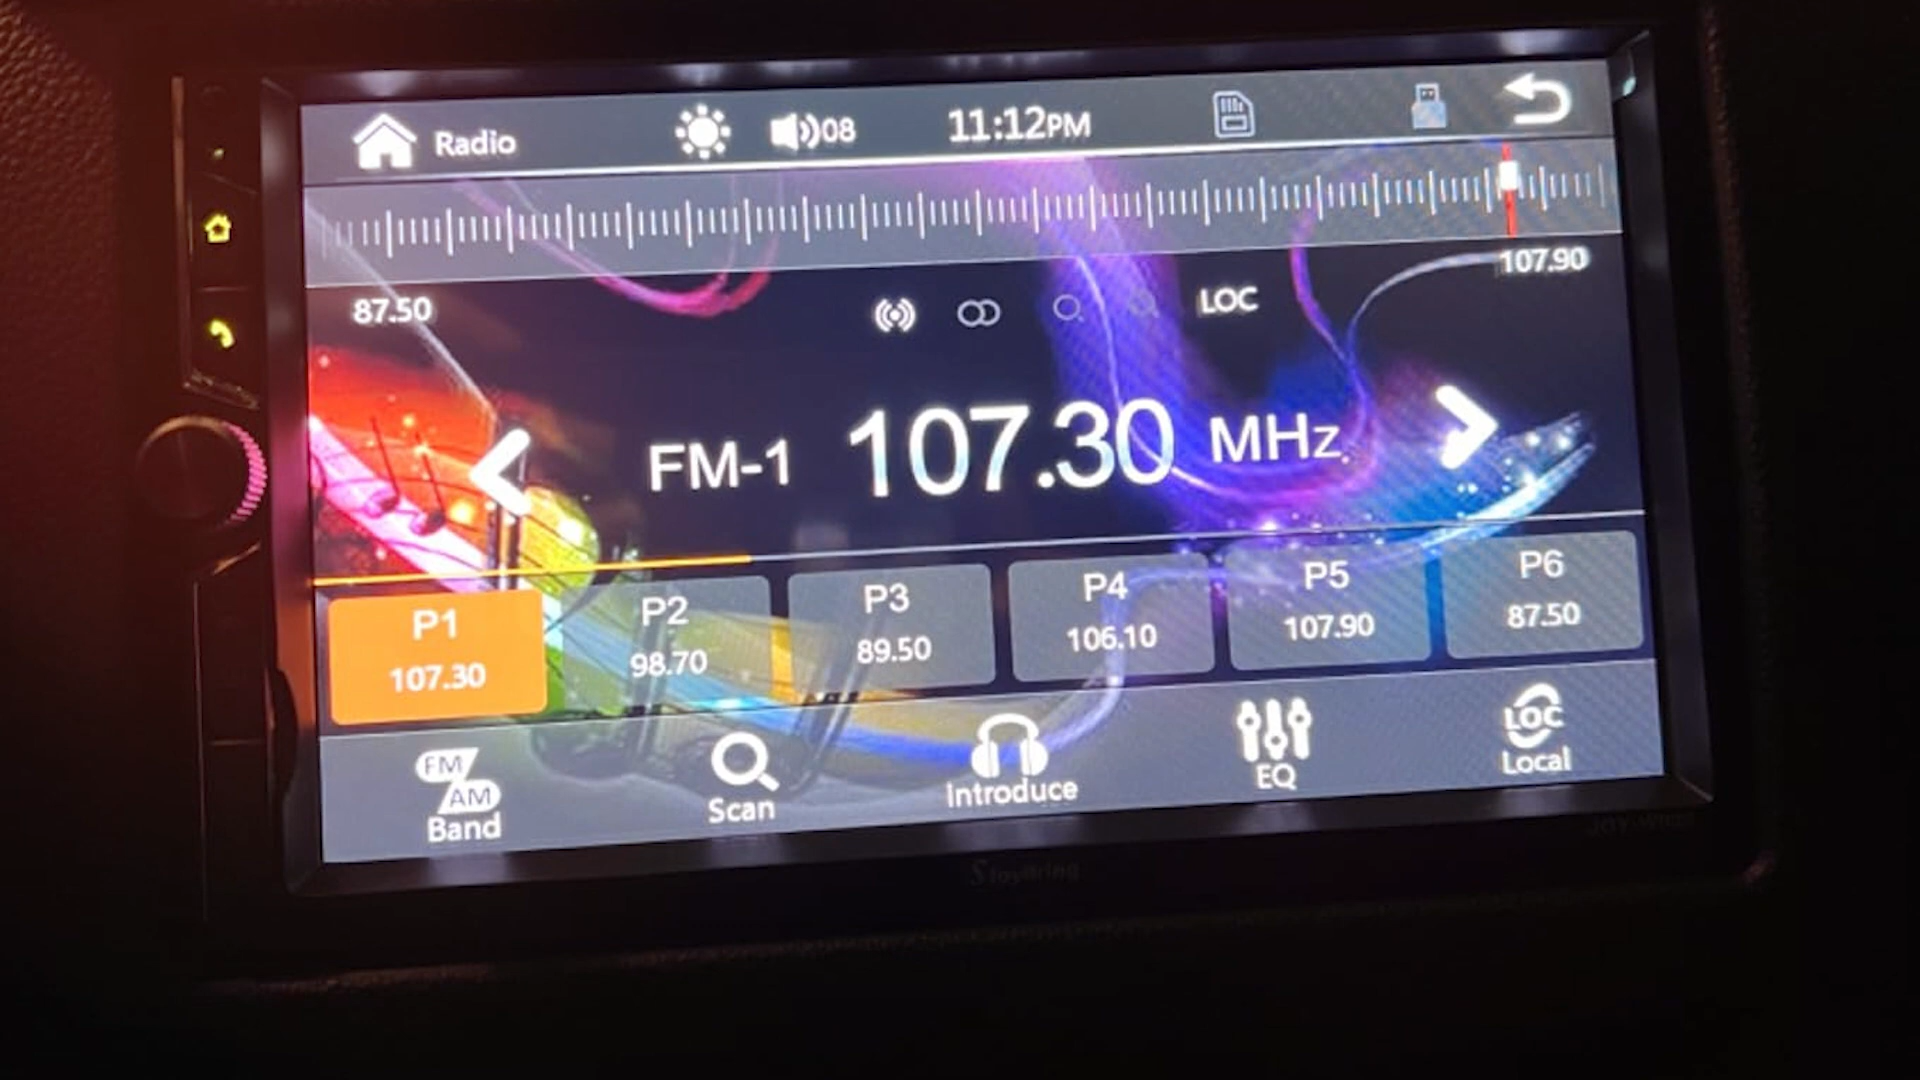 Radio 08 11:12PM
107.90
87.50 LOC
FM-1 107.30 MHz
P1 P2 P3 P4 P5 P6
107.30 98.70 89.50 106.10 107.90 87.50
FM
AM LOC
Band Scan Introduce EQ Local